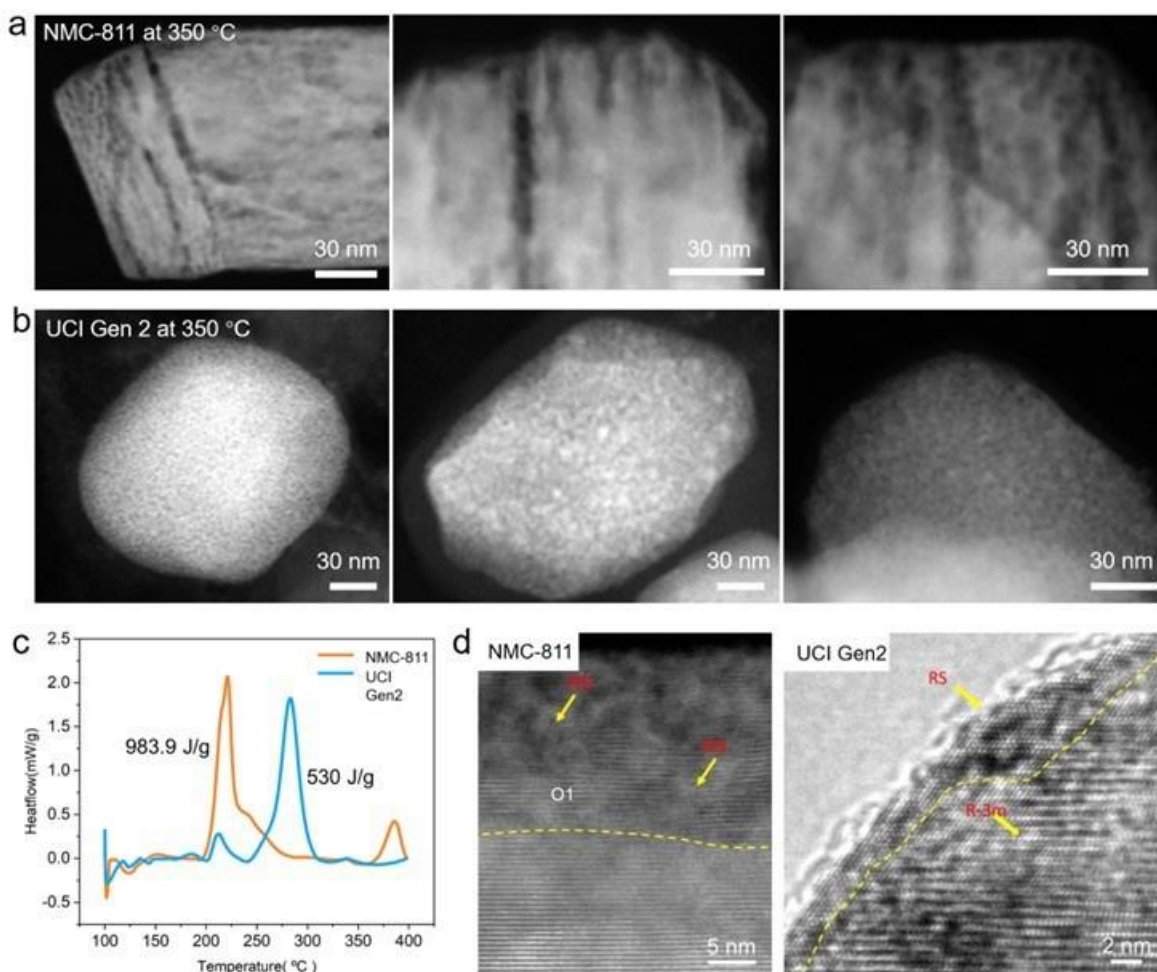 a
NMC-811 at 350 °C
30 nm
30 nm
30 nm
b
UCI Gen 2 at 350 °C
30 nm
30 nm
30 nm
c
2.5
2.0
1.5
1.0
0.5
0.0
-0.5
Heatflow(mW/g)
NMC-811
UCI
Gen2
983.9 J/g
530 J/g
100 150 200 250 300 350 400
Temperature( ºC)
d
NMC-811
O1
5 nm
UCI Gen2
RS
R-3m
2 nm